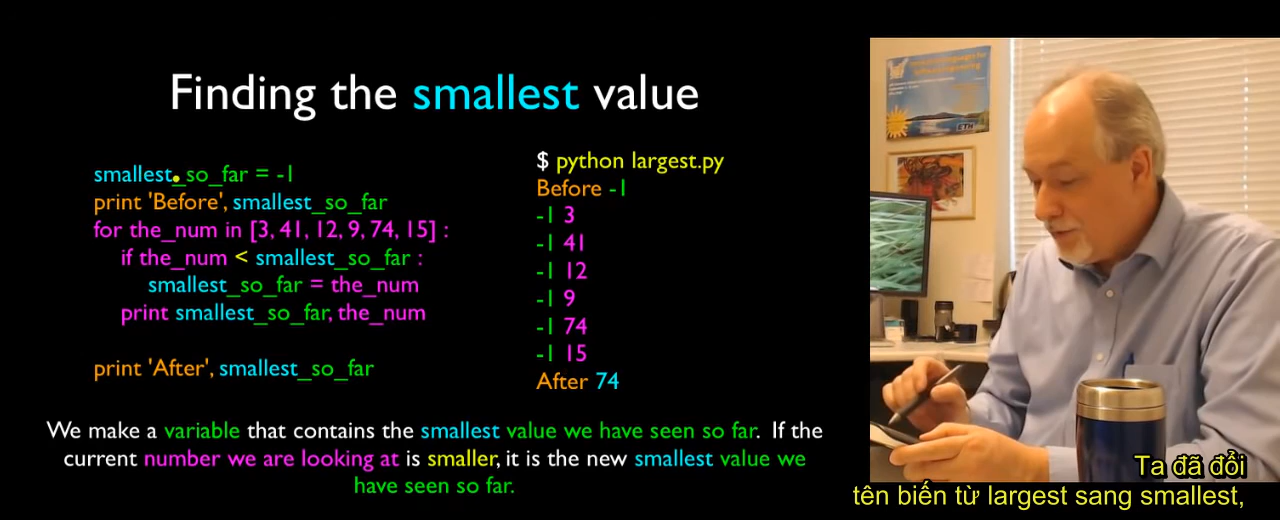 Finding the smallest value
smallest_so_far = -1
print 'Before', smallest_so_far
for the_num in [3, 41, 12, 9, 74, 15] :
if the_num < smallest_so_far :
smallest_so_far = the_num
print smallest_so_far, the_num
print 'After', smallest_so_far
$ python largest.py
Before -1
-1 3
-1 41
-1 12
-1 9
-1 74
-1 15
After 74
We make a variable that contains the smallest value we have seen so far. If the
current number we are looking at is smaller, it is the new smallest value we
have seen so far.
ETH
Ta đã đổi
tên biến từ largest sang smallest,